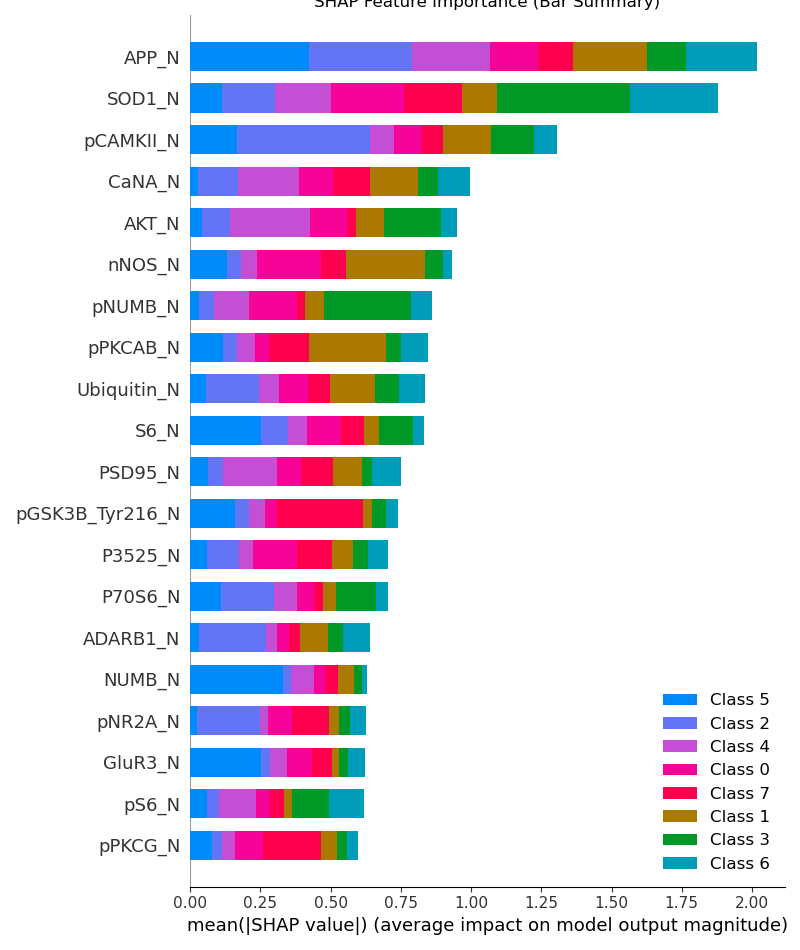 SHAP Feature Importance (Bar Summary)
APP_N
SOD1_N
pCAMKII_N
CaNA_N
AKT_N
nNOS_N
pNUMB_N
pPKCAB_N
Ubiquitin_N
S6_N
PSD95_N
pGSK3B_Tyr216_N
P3525_N
P70S6_N
ADARB1_N
NUMB_N
pNR2A_N
GluR3_N
pS6_N
pPKCG_N
Class 5
Class 2
Class 4
Class 0
Class 7
Class 1
Class 3
Class 6
0.00 0.25 0.50 0.75 1.00 1.25 1.50 1.75 2.00
mean(|SHAP value|) (average impact on model output magnitude)